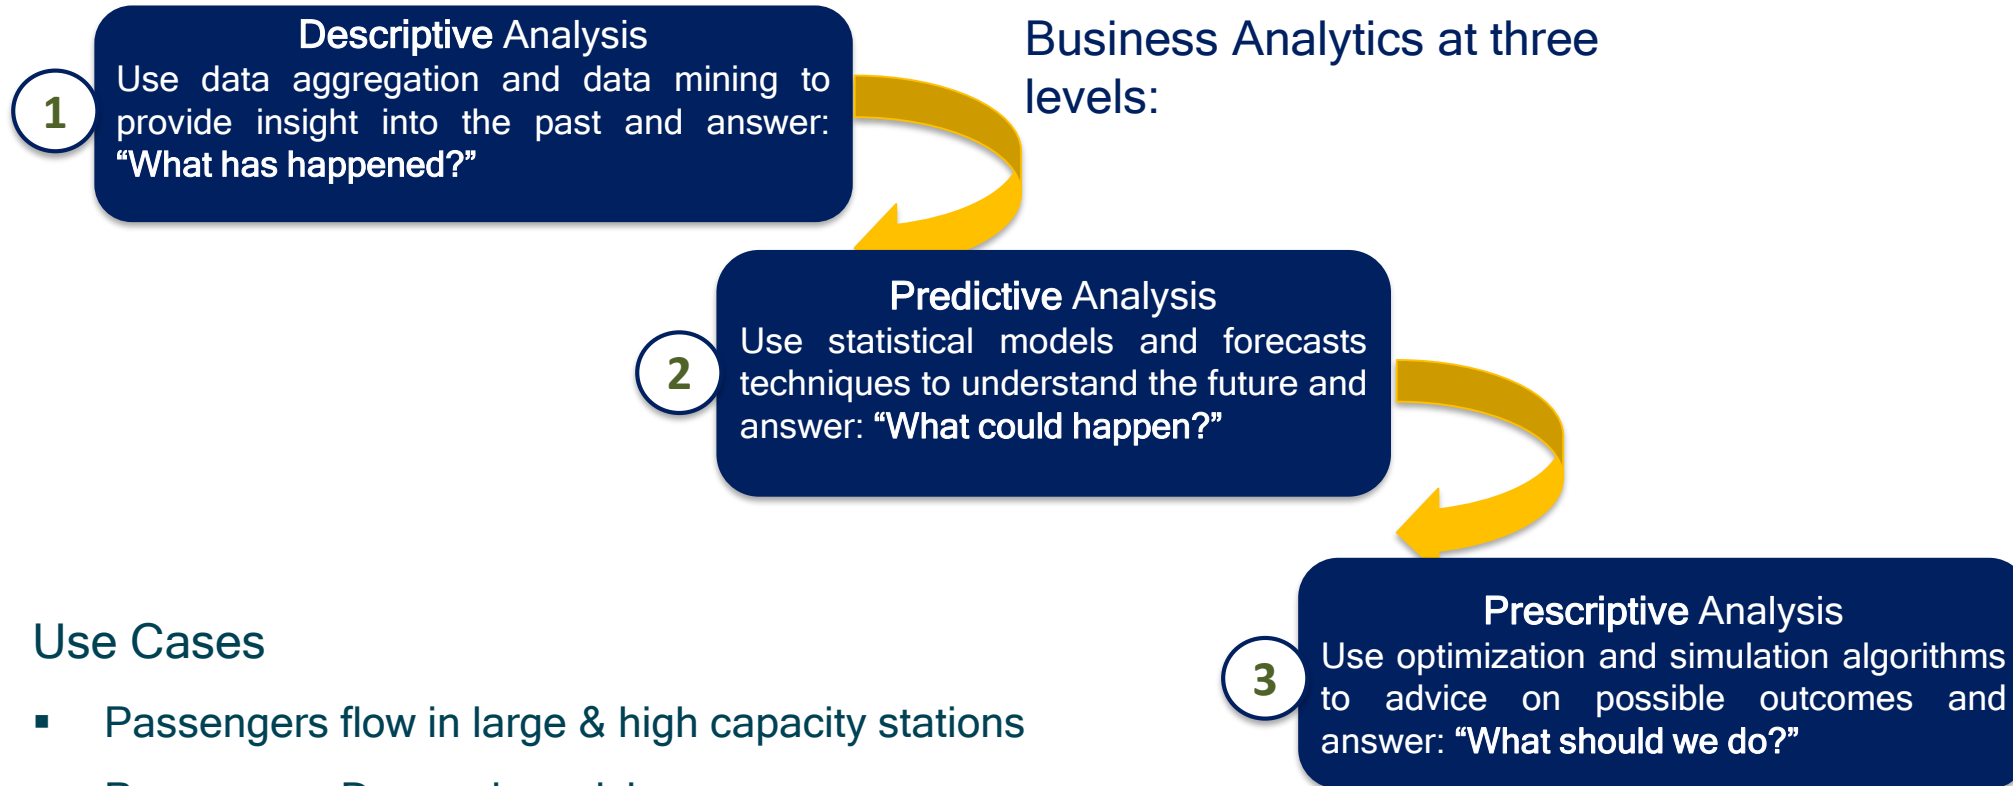 Business Analytics at three
levels:
1
Descriptive Analysis
Use data aggregation and data mining to
provide insight into the past and answer:
“What has happened?”
2
Predictive Analysis
Use statistical models and forecasts
techniques to understand the future and
answer: “What could happen?”
3
Prescriptive Analysis
Use optimization and simulation algorithms
to advice on possible outcomes and
answer: “What should we do?”
Use Cases
▪ Passengers flow in large & high capacity stations